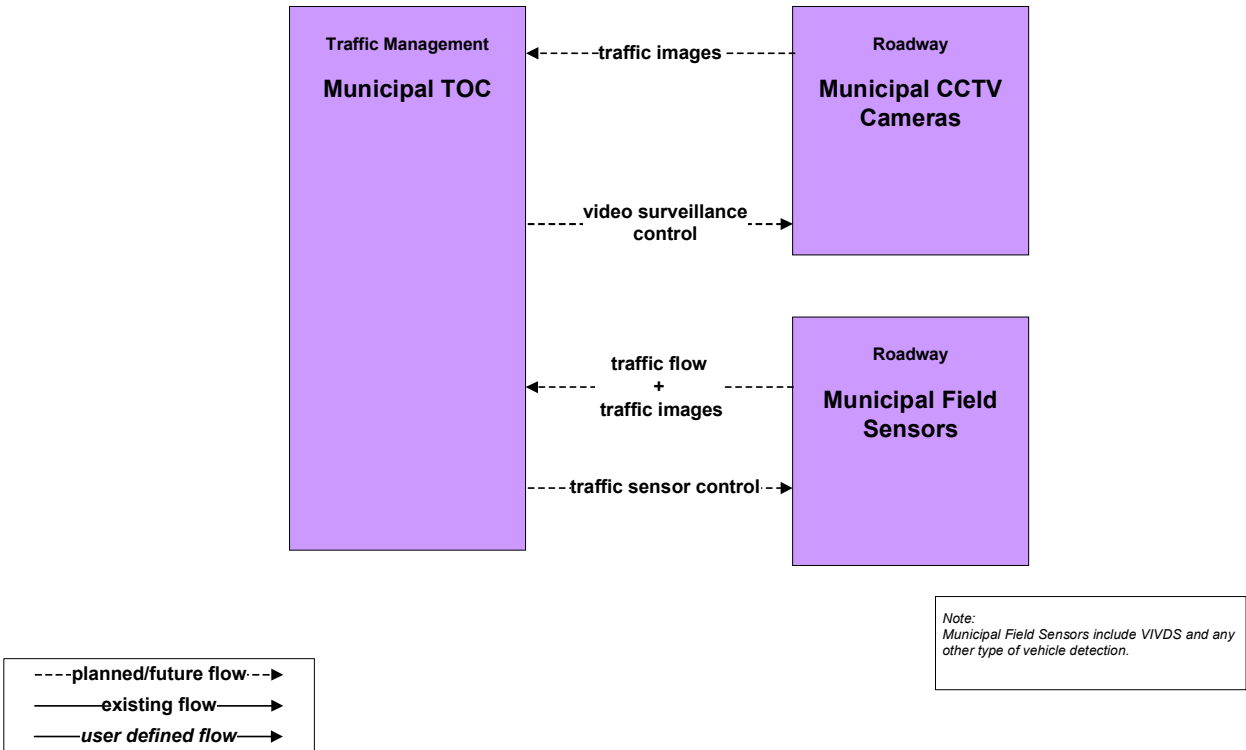 Traffic Management
Municipal TOC
traffic images
Roadway
Municipal CCTV
Cameras
video surveillance
control
traffic flow
+
traffic images
Roadway
Municipal Field
Sensors
traffic sensor control
Note:
Municipal Field Sensors include VIVDS and any
other type of vehicle detection.
planned/future flow
existing flow
user defined flow